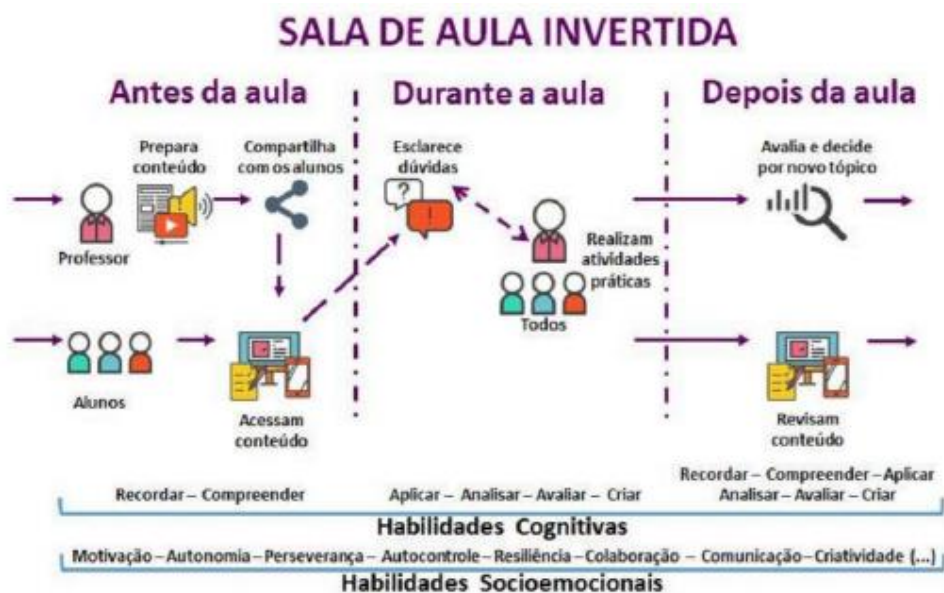 SALA DE AULA INVERTIDA
Antes da aula
Durante a aula
Depois da aula
Prepara
conteúdo
Compartilha
com os alunos
Professor
Alunos
Acessam
conteúdo
Esclarece
dúvidas
?
!
Realizam
atividades
práticas
Todos
Avalia e decide
por novo tópico
Revisam
conteúdo
Recordar – Compreender
Aplicar – Analisar – Avaliar – Criar
Recordar – Compreender – Aplicar
Analisar – Avaliar – Criar
Habilidades Cognitivas
Motivação – Autonomia – Perseverança – Autocontrole – Resiliência – Colaboração – Comunicação – Criatividade (...)
Habilidades Socioemocionais